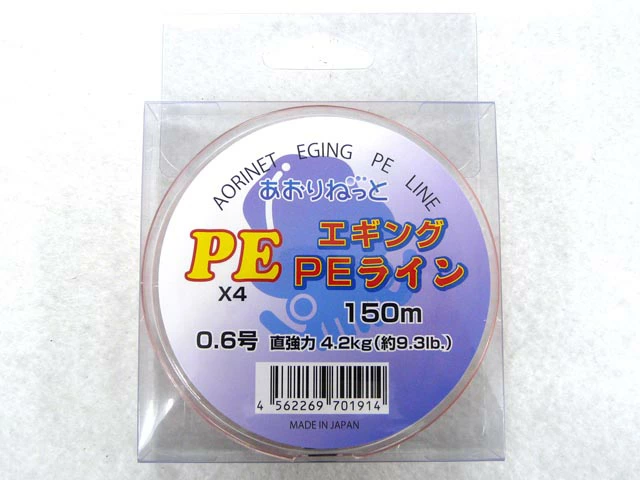 AORINET EGING PE LINE
あおりねっと
PE
X4
エギング
PEライン
150m
0.6号 直強力 4.2kg(約9.3lb.)
4 562269 701914
MADE IN JAPAN